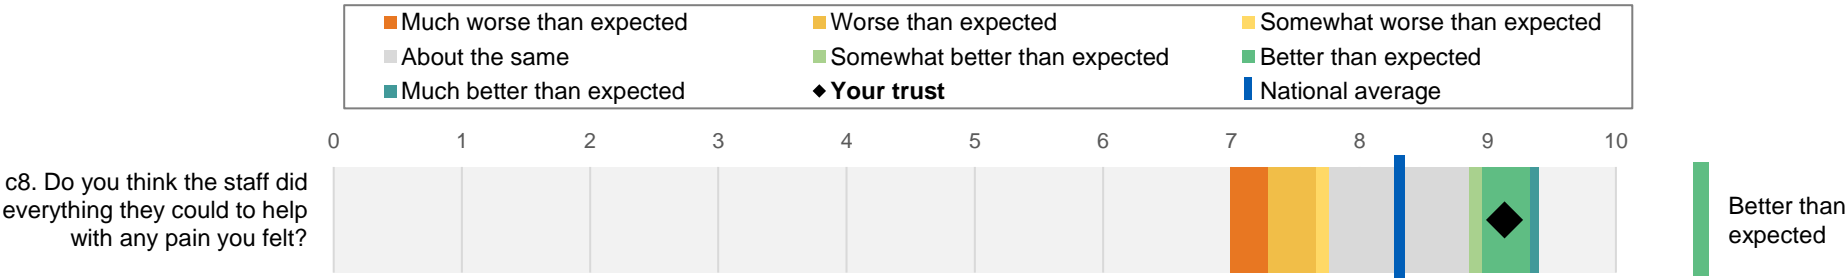 Much worse than expected
Worse than expected
Somewhat worse than expected
About the same
Somewhat better than expected
Better than expected
Much better than expected
Your trust
National average
0 1 2 3 4 5 6 7 8 9 10
c8. Do you think the staff did
everything they could to help
with any pain you felt?
Better than
expected